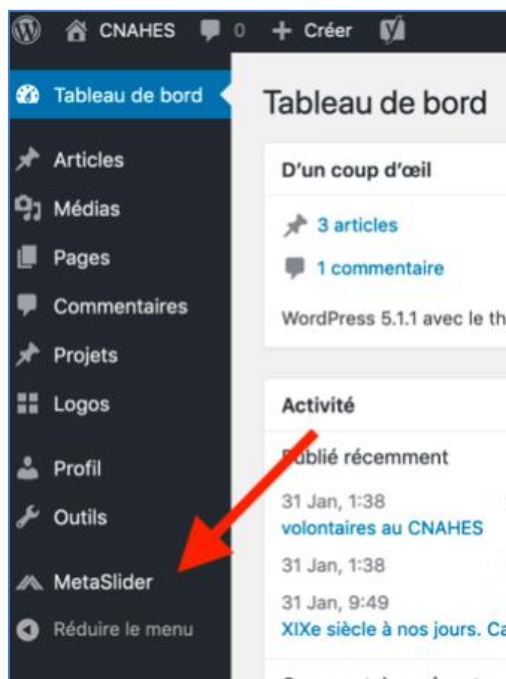 CNAHES 0 + Créer
Tableau de bord
Articles
Médias
Pages
Commentaires
Projets
Logos
Profil
Outils
MetaSlider
Réduire le menu
Tableau de bord
D'un coup d'œil
3 articles
1 commentaire
WordPress 5.1.1 avec le th
Activité
Publié récemment
31 Jan, 1:38
volontaires au CNAHES
31 Jan, 1:38
31 Jan, 9:49
XIXe siècle à nos jours. Ca